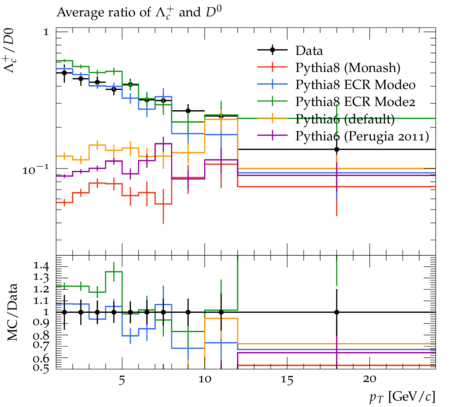 Average ratio of Λc+ and D0
Λc+/D0
1
Data
Pythia8 (Monash)
Pythia8 ECR Mode0
Pythia8 ECR Mode2
Pythia6 (default)
Pythia6 (Perugia 2011)
10−1
MC/Data
1.4
1.3
1.2
1.1
1
0.9
0.8
0.7
0.6
0.5
5
10
15
20
pT [GeV/c]